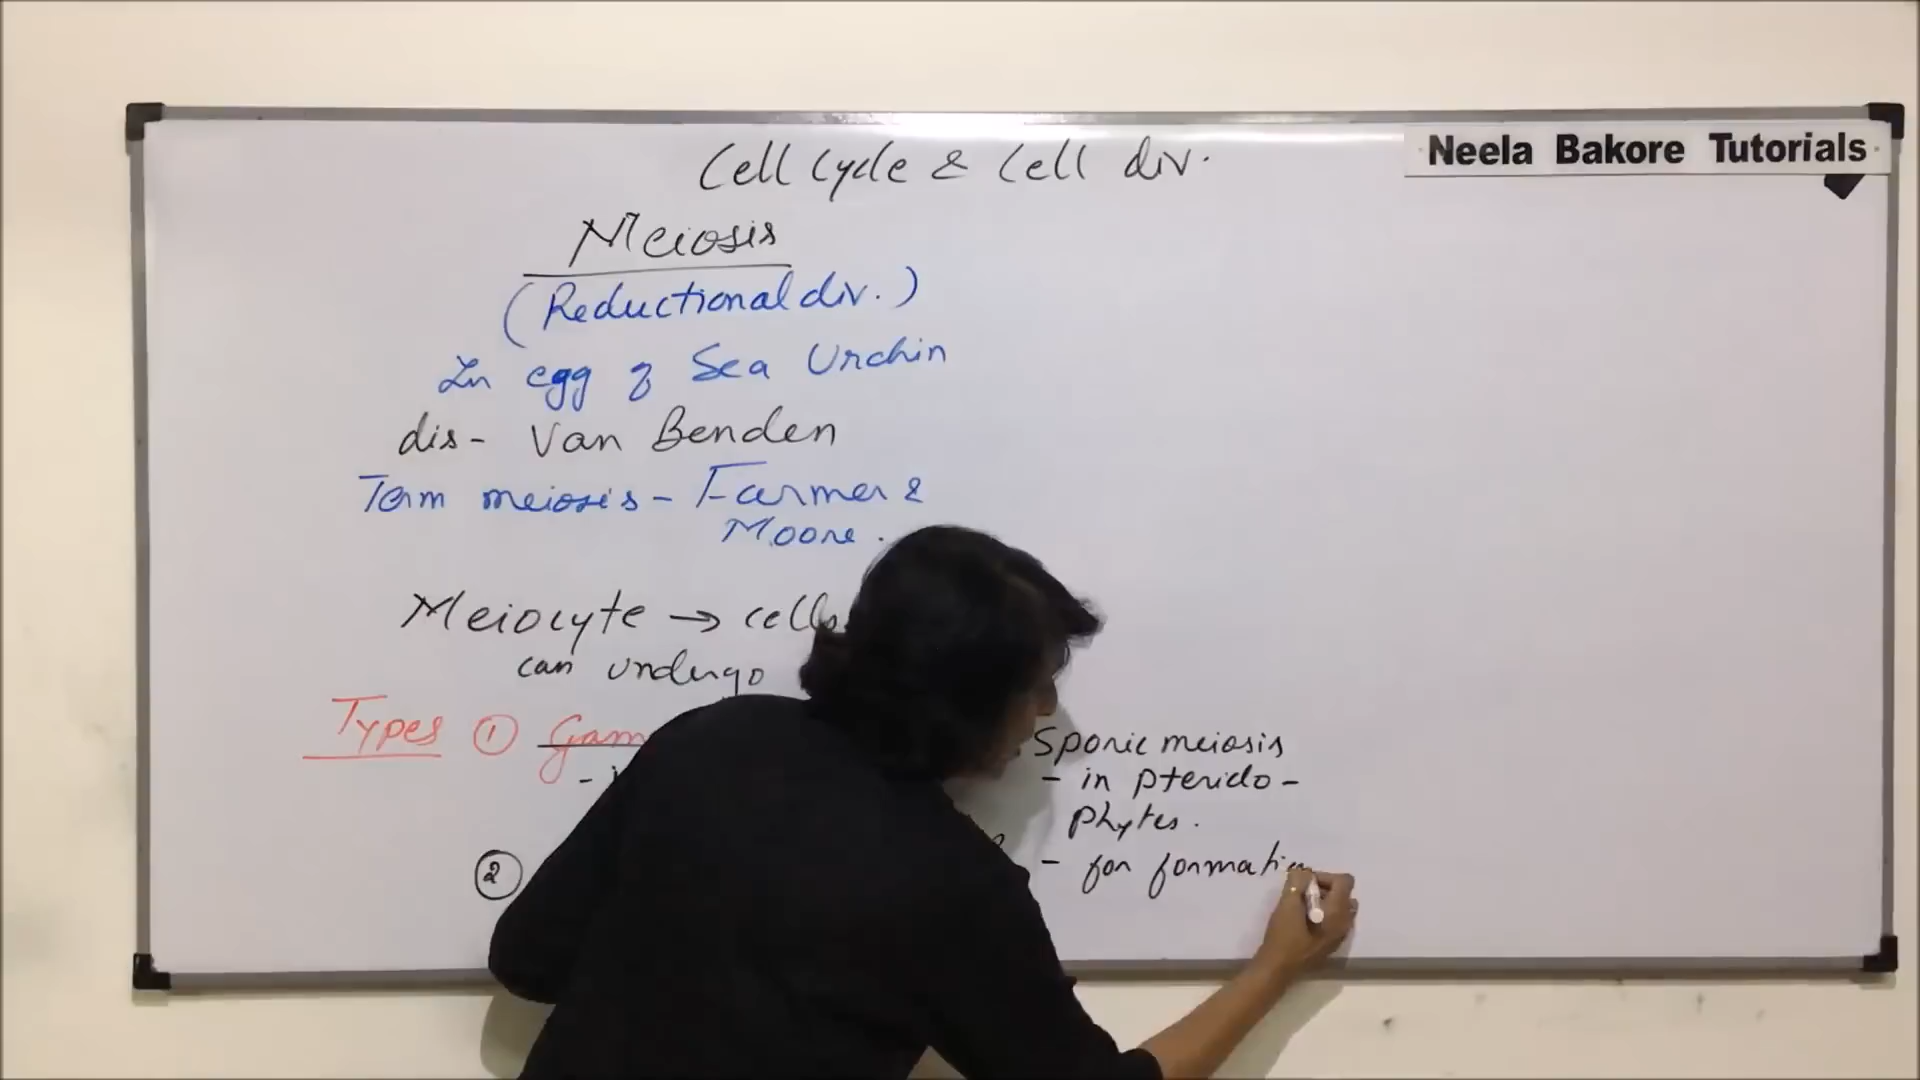 Neela Bakore Tutorials
Cell Cycle & Cell div.
Meiosis
(Reductional div.)
In egg of Sea Urchin
dis- Van Benden
Term meiosis - Farmer &
Moore.
Meiocyte → cells
can undergo
Types ① Gam
②
Sporic meiosis
- in pterido-
phytes.
- for formation